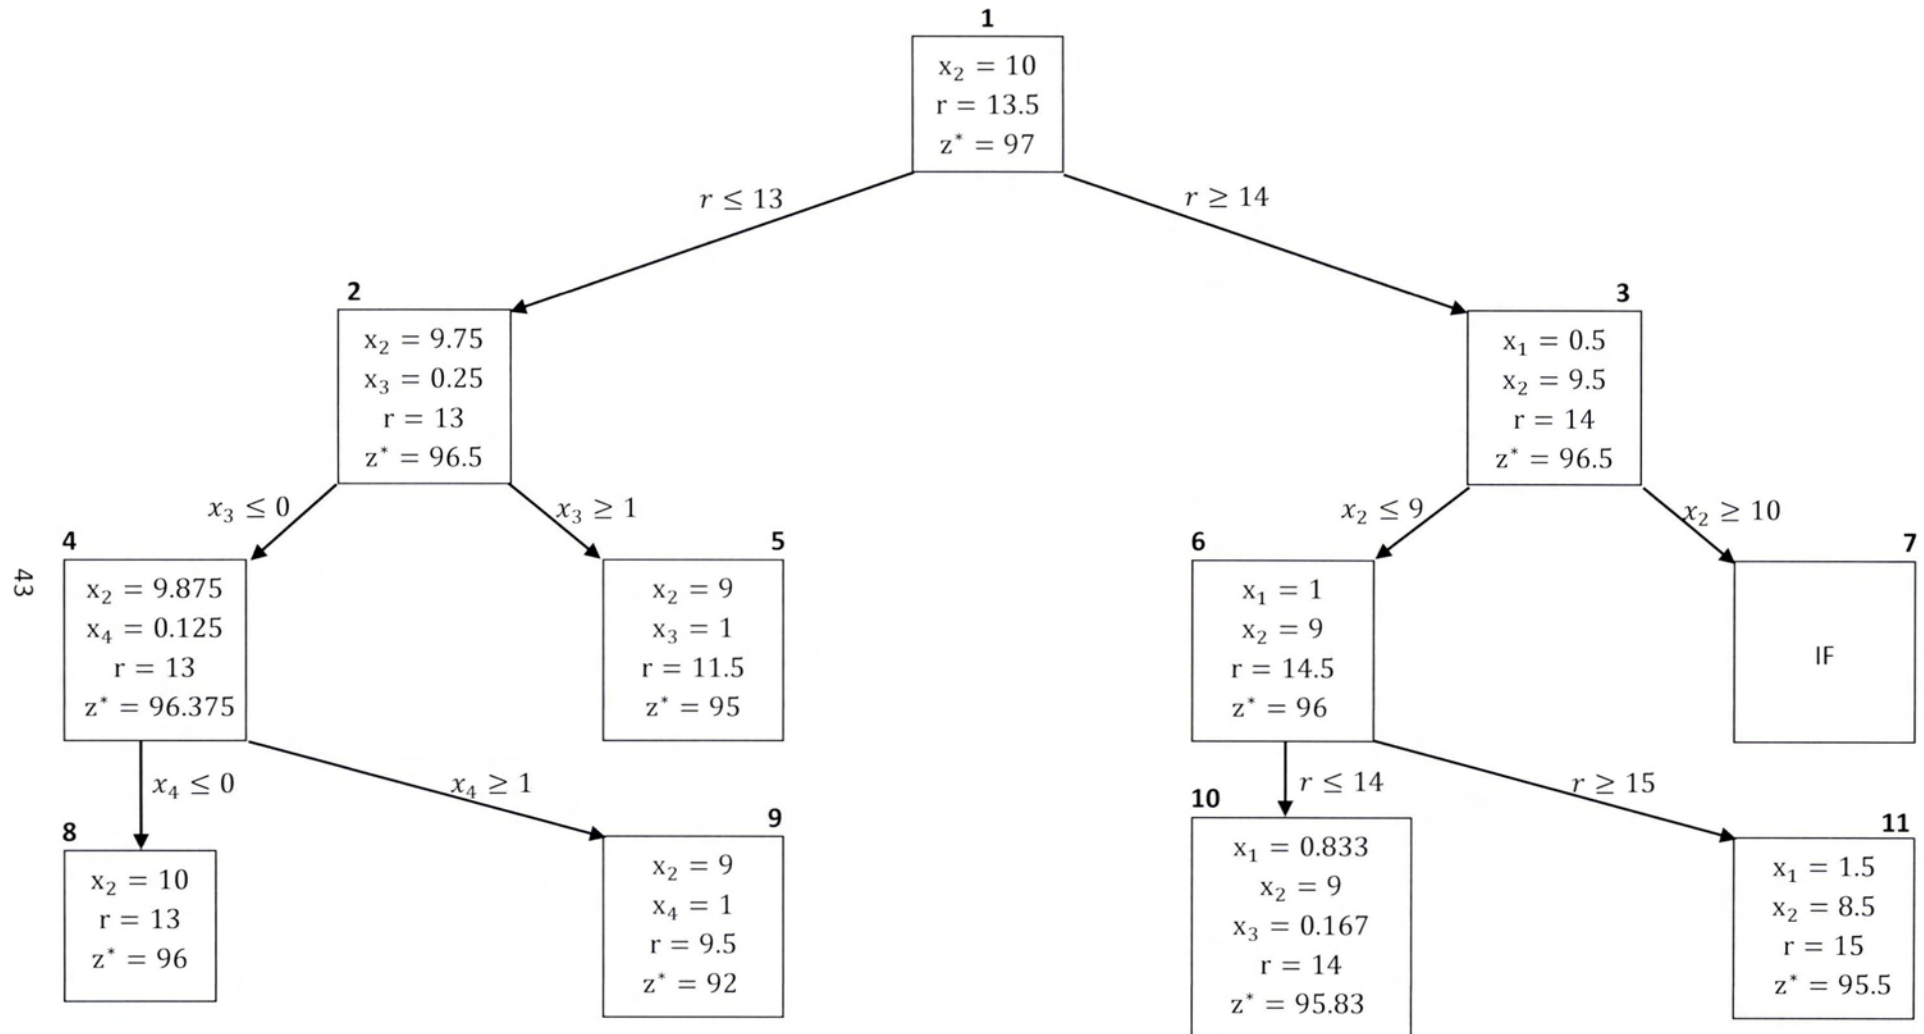 1
x₂ = 10
r = 13.5
z* = 97
r ≤ 13
r ≥ 14
2
x₂ = 9.75
x₃ = 0.25
r = 13
z* = 96.5
3
x₁ = 0.5
x₂ = 9.5
r = 14
z* = 96.5
x₃ ≤ 0
x₃ ≥ 1
x₂ ≤ 9
x₂ ≥ 10
4
x₂ = 9.875
x₄ = 0.125
r = 13
z* = 96.375
5
x₂ = 9
x₃ = 1
r = 11.5
z* = 95
6
x₁ = 1
x₂ = 9
r = 14.5
z* = 96
7
IF
43
x₄ ≤ 0
x₄ ≥ 1
r ≤ 14
r ≥ 15
8
x₂ = 10
r = 13
z* = 96
9
x₂ = 9
x₄ = 1
r = 9.5
z* = 92
10
x₁ = 0.833
x₂ = 9
x₃ = 0.167
r = 14
z* = 95.83
11
x₁ = 1.5
x₂ = 8.5
r = 15
z* = 95.5